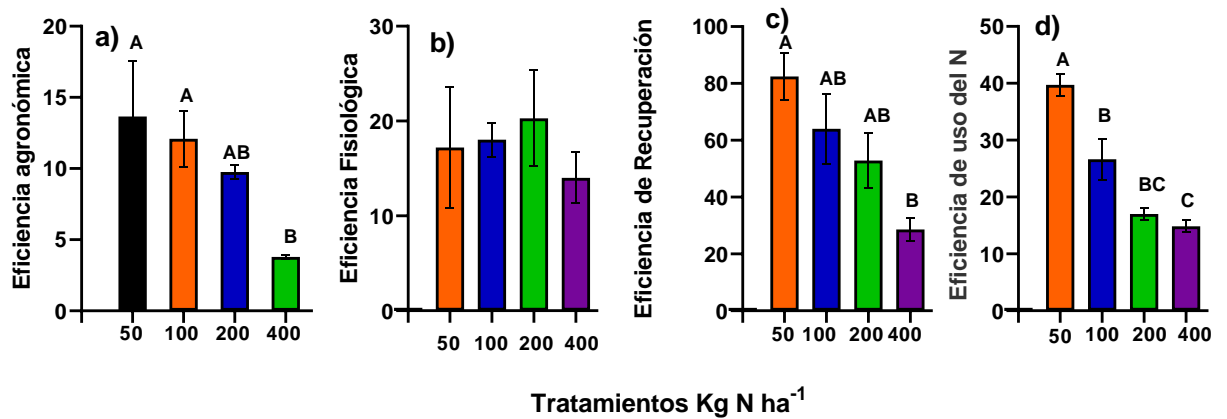 a)
Eficiencia agronómica
20
15
10
5
0
A
A
AB
B
50 100 200 400
b)
Eficiencia Fisiológica
30
20
10
0
50 100 200 400
c)
Eficiencia de Recuperación
100
80
60
40
20
0
A
AB
AB
B
50 100 200 400
d)
Eficiencia de uso del N
50
40
30
20
10
0
A
B
BC
C
50 100 200 400
Tratamientos Kg N ha⁻¹